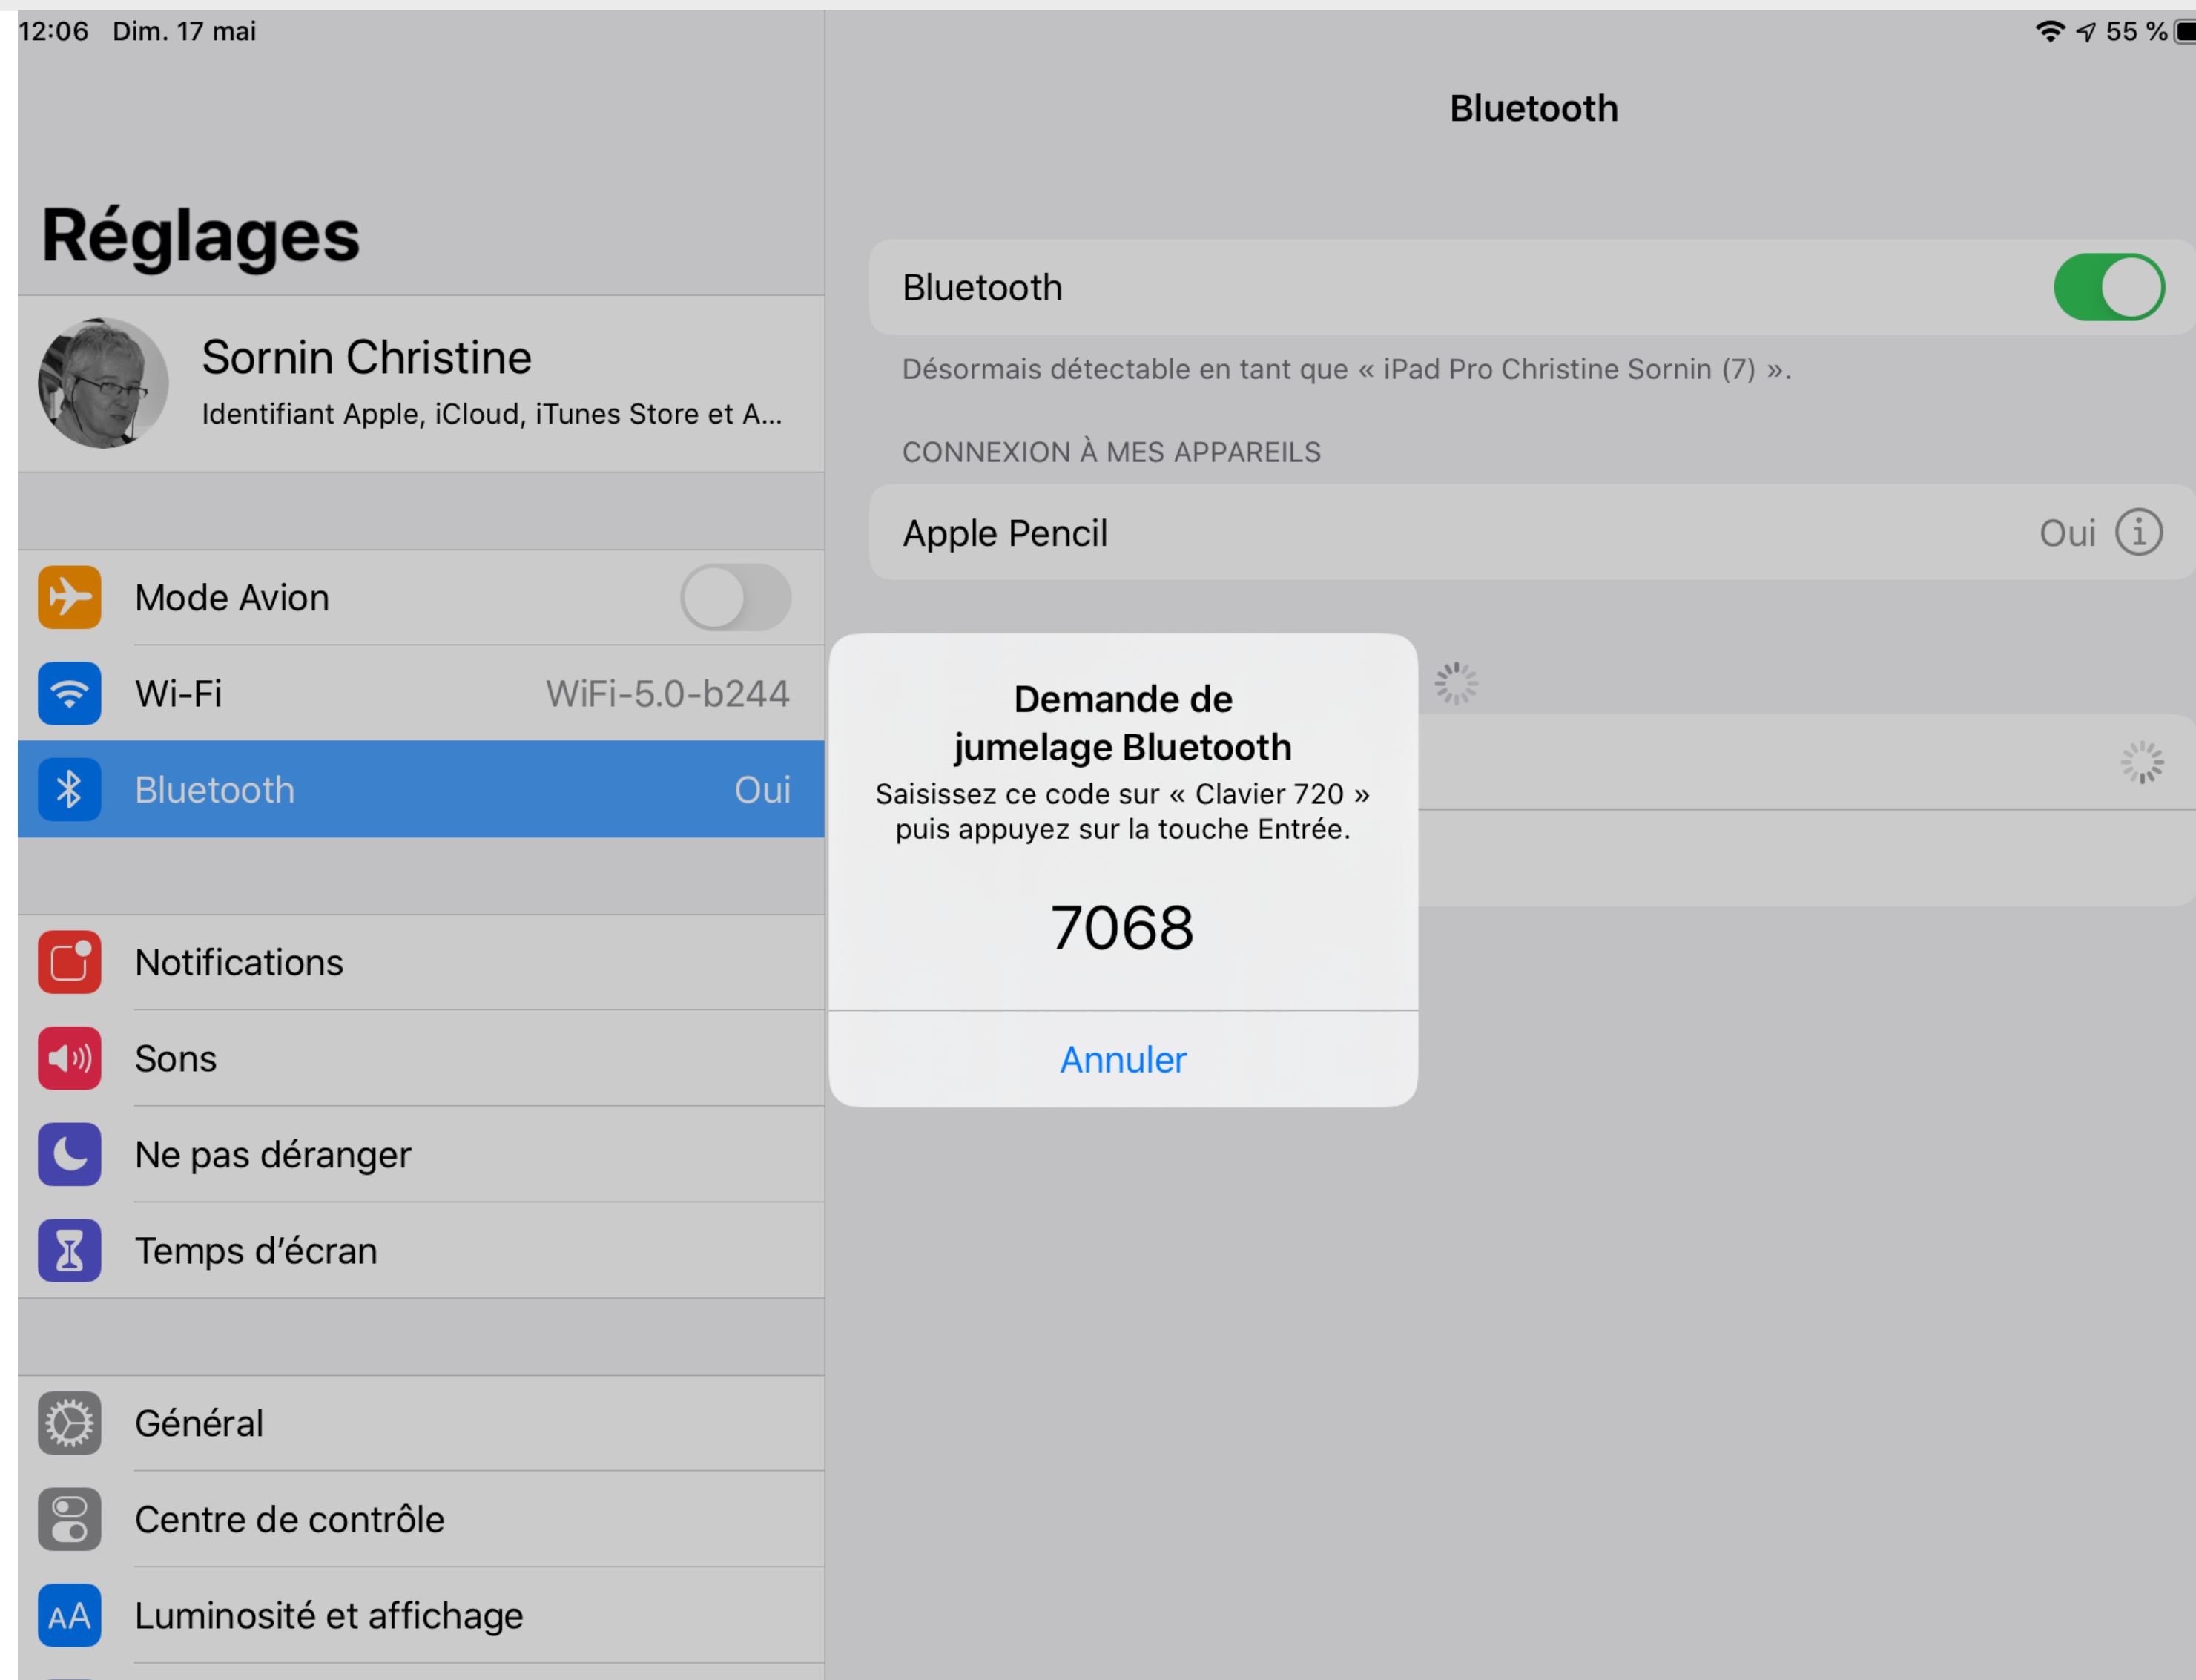 12:06 Dim. 17 mai
55 %
Réglages
Sornin Christine
Identifiant Apple, iCloud, iTunes Store et A...
Mode Avion
Wi-Fi WiFi-5.0-b244
Bluetooth Oui
Notifications
Sons
Ne pas déranger
Temps d’écran
Général
Centre de contrôle
AA Luminosité et affichage
Bluetooth
Bluetooth
Désormais détectable en tant que « iPad Pro Christine Sornin (7) ».
CONNEXION À MES APPAREILS
Apple Pencil Oui
Demande de
jumelage Bluetooth
Saisissez ce code sur « Clavier 720 »
puis appuyez sur la touche Entrée.
7068
Annuler